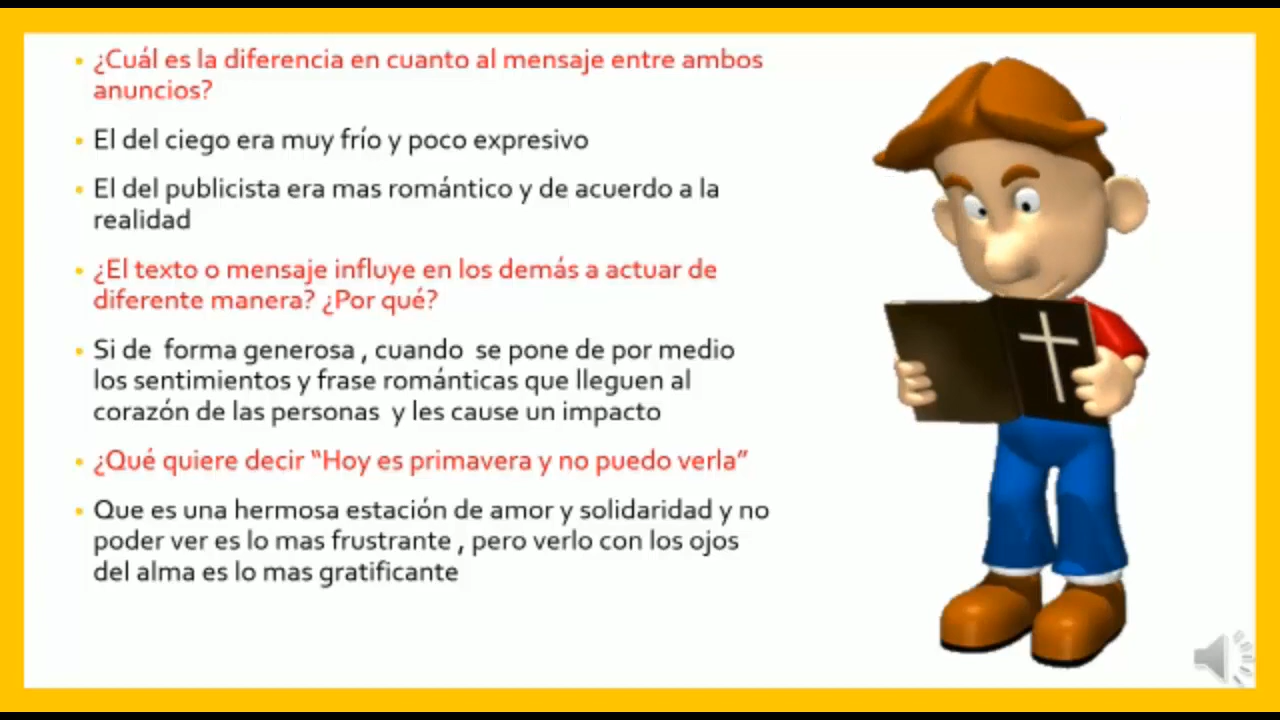 • ¿Cuál es la diferencia en cuanto al mensaje entre ambos
anuncios?
• El del ciego era muy frío y poco expresivo
• El del publicista era mas romántico y de acuerdo a la
realidad
• ¿El texto o mensaje influye en los demás a actuar de
diferente manera? ¿Por qué?
• Si de forma generosa , cuando se pone de por medio
los sentimientos y frase románticas que lleguen al
corazón de las personas y les cause un impacto
• ¿Qué quiere decir “Hoy es primavera y no puedo verla”
• Que es una hermosa estación de amor y solidaridad y no
poder ver es lo mas frustrante , pero verlo con los ojos
del alma es lo mas gratificante